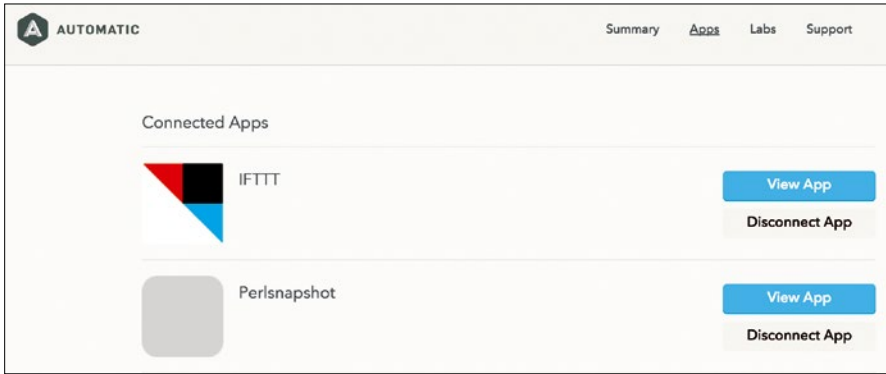 AUTOMATIC Summary Apps Labs Support
Connected Apps
IFTTT
View App
Disconnect App
Perlsnapshot
View App
Disconnect App